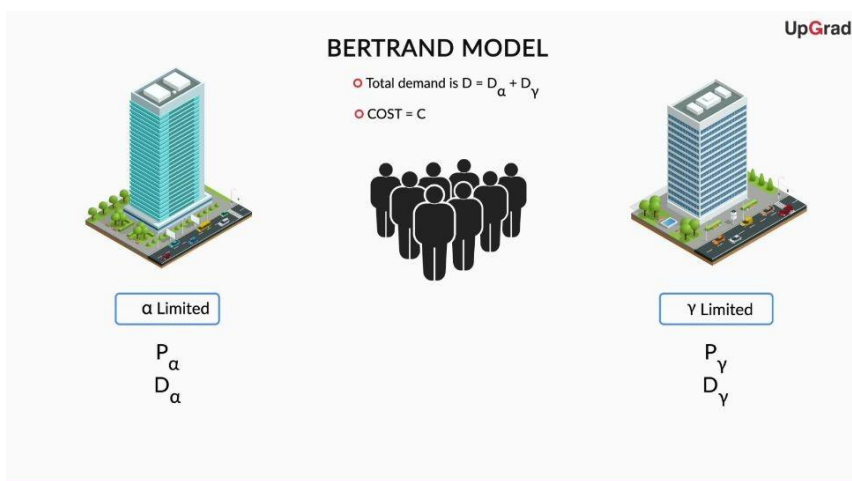 UpGrad
BERTRAND MODEL
Total demand is D = Dα + Dγ
COST = C
α Limited
γ Limited
Pα
Dα
Pγ
Dγ